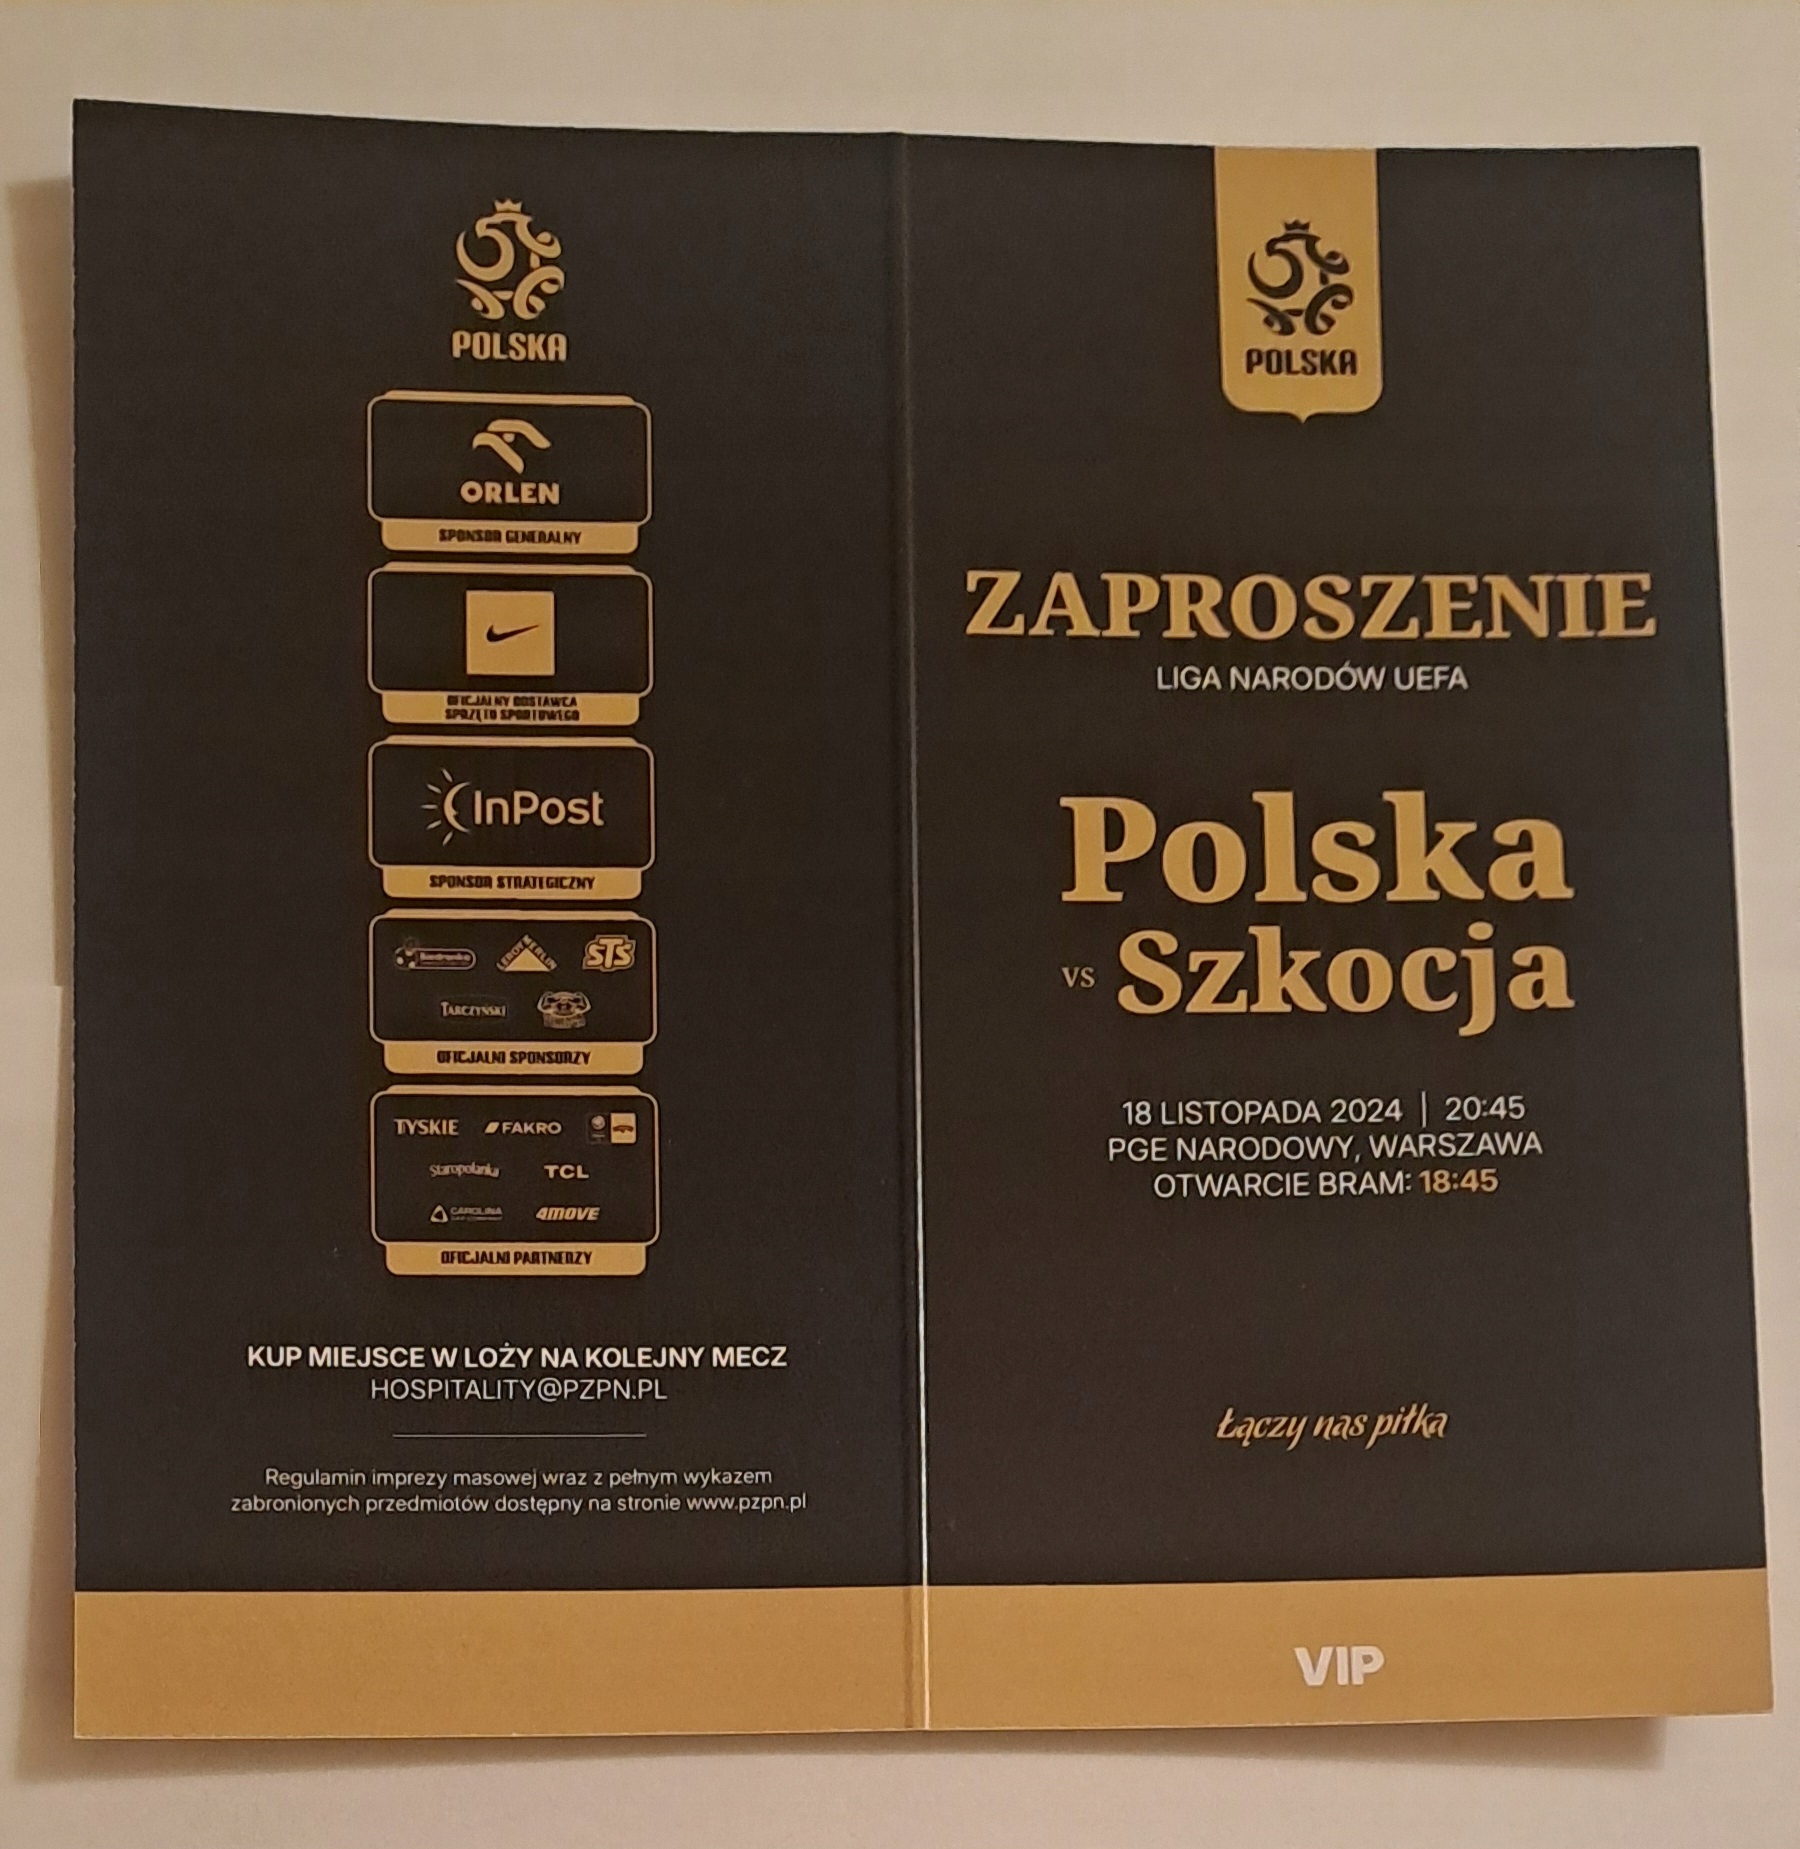 POLSKA
ORLEN
SPONSOR GENERALNY
OFICJALNY DOSTAWCA
SPRZĘTU SPORTOWEGO
InPost
SPONSOR STRATEGICZNY
Biedronka
LEROY MERLIN
STS
TARCZYŃSKI
OFICJALNI SPONSORZY
TYSKIE
FAKRO
Staropolanka
TCL
CAROLINA
4MOVE
OFICJALNI PARTNERZY
KUP MIEJSCE W LOŻY NA KOLEJNY MECZ
HOSPITALITY@PZPN.PL
Regulamin imprezy masowej wraz z pełnym wykazem
zabronionych przedmiotów dostępny na stronie www.pzpn.pl
POLSKA
ZAPROSZENIE
LIGA NARODÓW UEFA
Polska
vs Szkocja
18 LISTOPADA 2024 | 20:45
PGE NARODOWY, WARSZAWA
OTWARCIE BRAM: 18:45
Łączy nas piłka
VIP